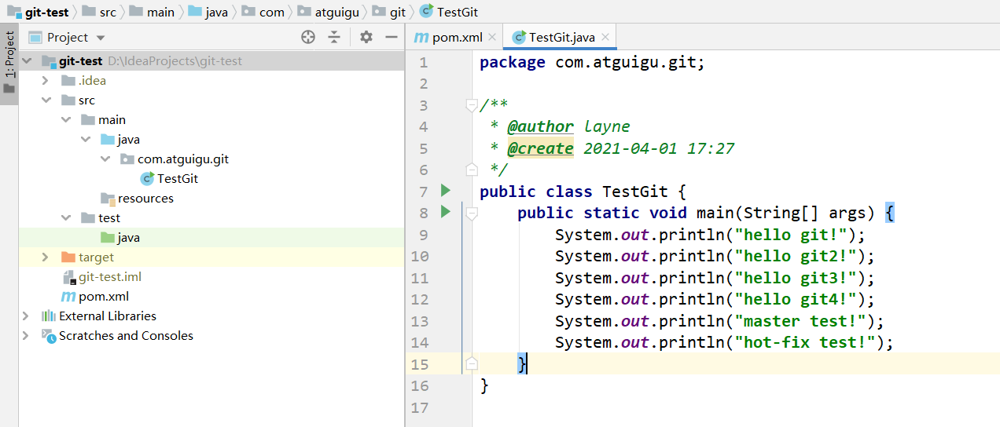 git-test src main java com atguigu git TestGit
1: Project
Project
pom.xml
TestGit.java
git-test D:\IdeaProjects\git-test
.idea
src
main
java
com.atguigu.git
TestGit
resources
test
java
target
git-test.iml
pom.xml
External Libraries
Scratches and Consoles
1 package com.atguigu.git;
2
3 /**
4 * @author layne
5 * @create 2021-04-01 17:27
6 */
7 public class TestGit {
8 public static void main(String[] args) {
9 System.out.println("hello git!");
10 System.out.println("hello git2!");
11 System.out.println("hello git3!");
12 System.out.println("hello git4!");
13 System.out.println("master test!");
14 System.out.println("hot-fix test!");
15 }
16 }
17